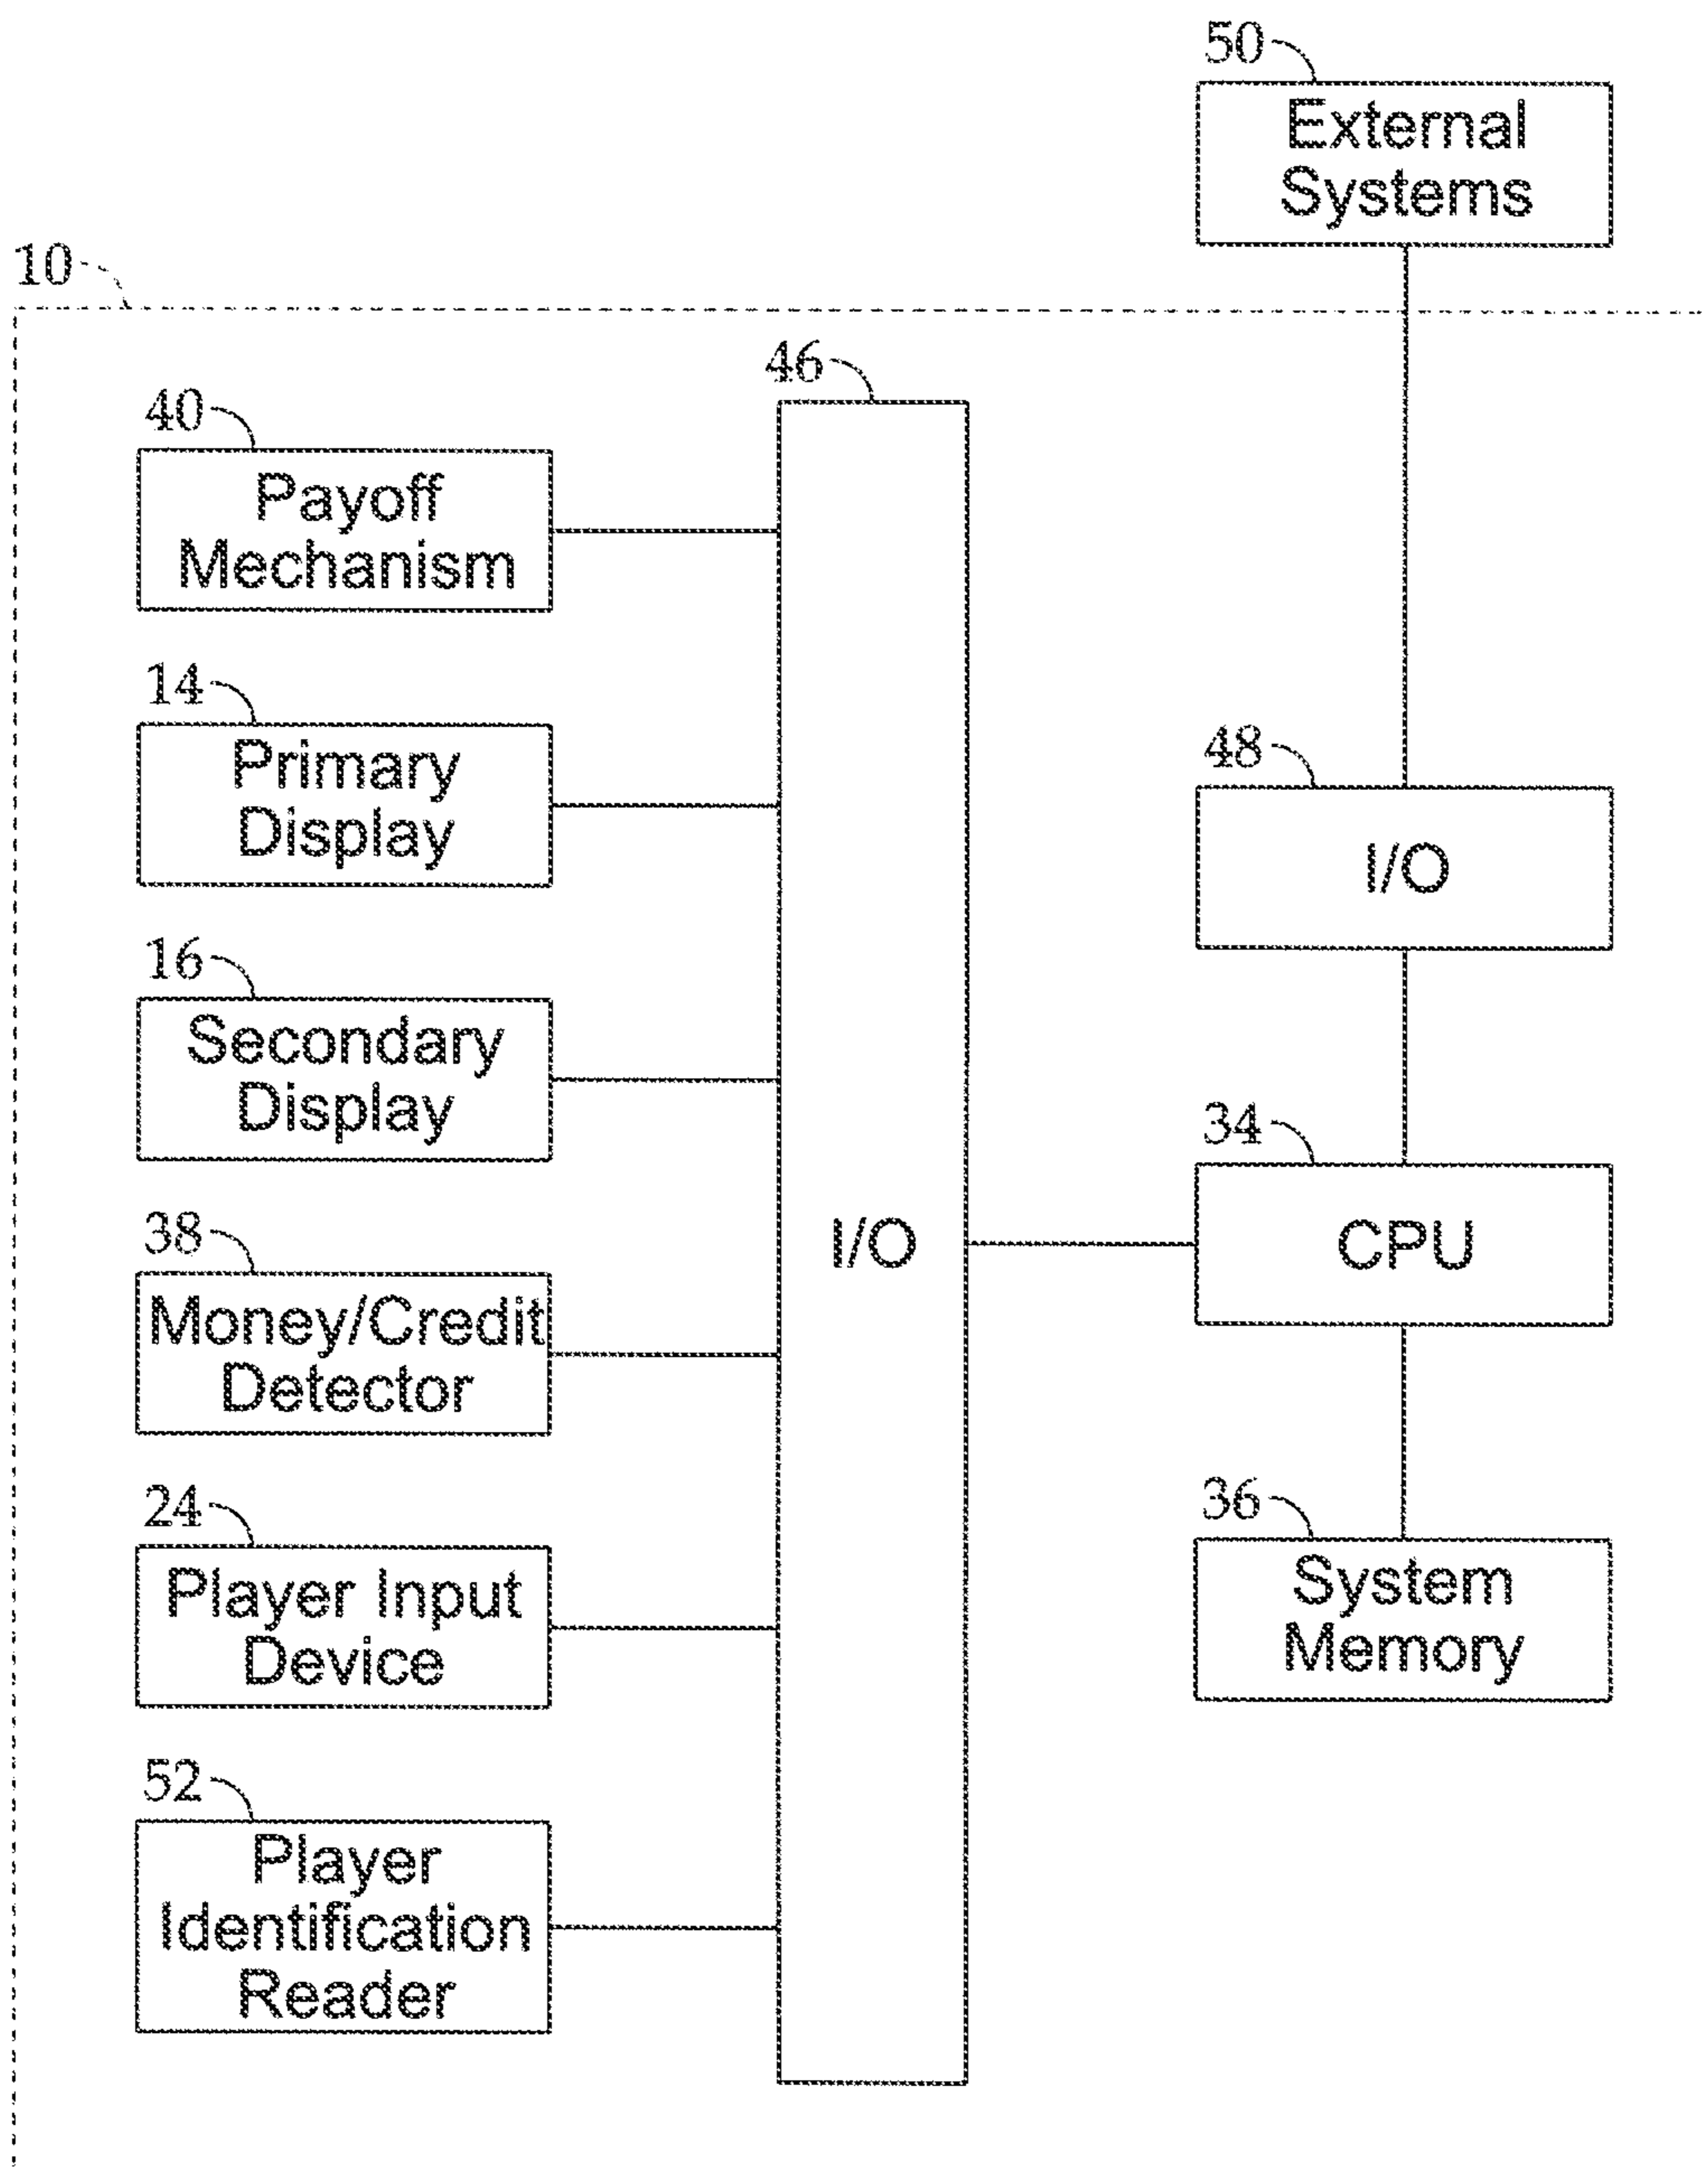 50
External
Systems
10
46
40
Payoff
Mechanism
14
Primary
Display
48
I/O
16
Secondary
Display
34
CPU
38
Money/Credit
Detector
I/O
24
Player Input
Device
36
System
Memory
52
Player
Identification
Reader